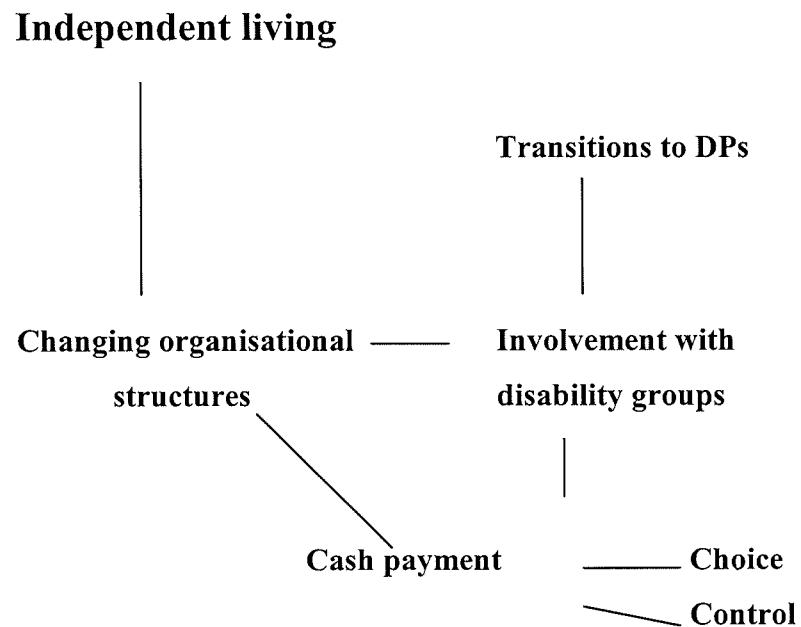 Independent living
Transitions to DPs
Changing organisational
structures
Involvement with
disability groups
Cash payment
Choice
Control